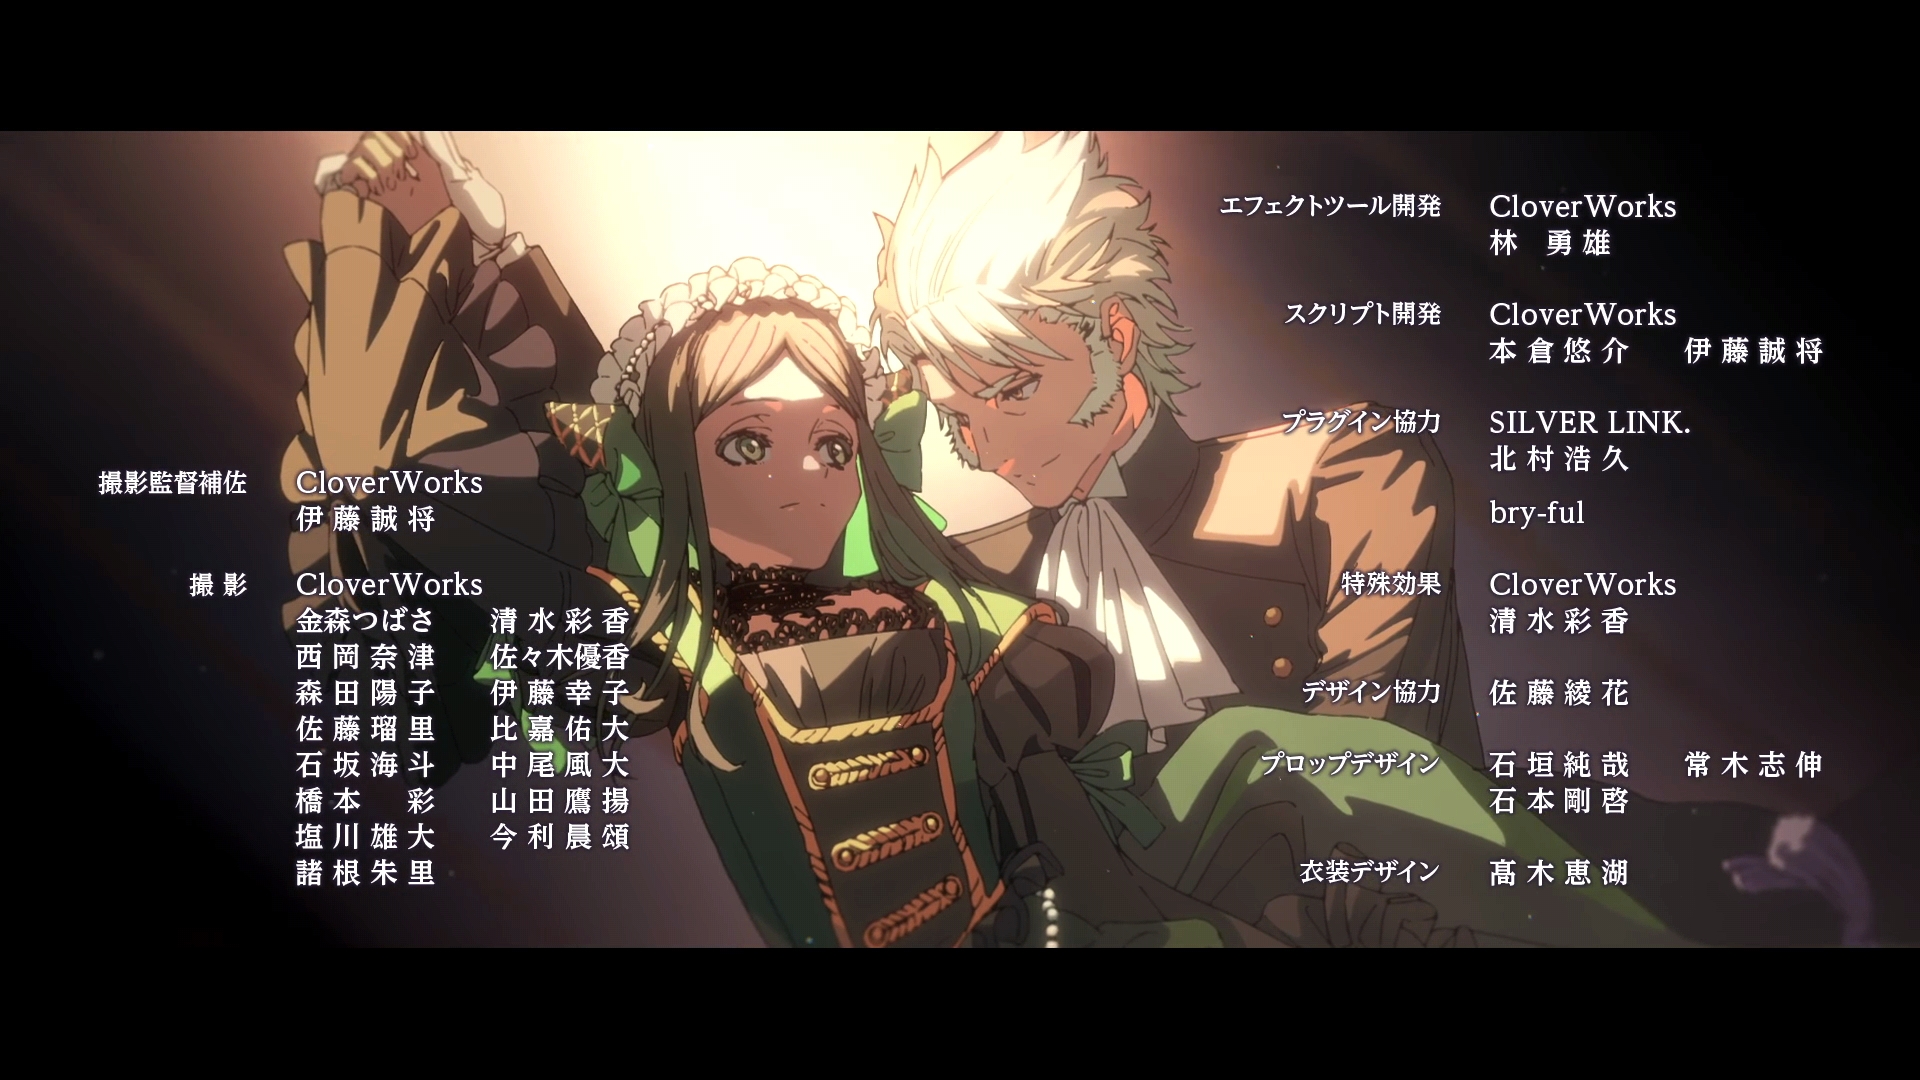 撮影監督補佐 CloverWorks
伊藤誠将
撮影 CloverWorks
金森つばさ 清水彩香
西岡奈津 佐々木優香
森田陽子 伊藤幸子
佐藤瑠里 比嘉佑大
石坂海斗 中尾風大
橋本 彩 山田鷹揚
塩川雄大 今利晨頌
諸根朱里
エフェクトツール開発 CloverWorks
林 勇雄
スクリプト開発 CloverWorks
本倉悠介 伊藤誠将
プラグイン協力 SILVER LINK.
北村浩久
bry-ful
特殊効果 CloverWorks
清水彩香
デザイン協力 佐藤綾花
プロップデザイン 石垣純哉 常木志伸
石本剛啓
衣装デザイン 髙木恵湖